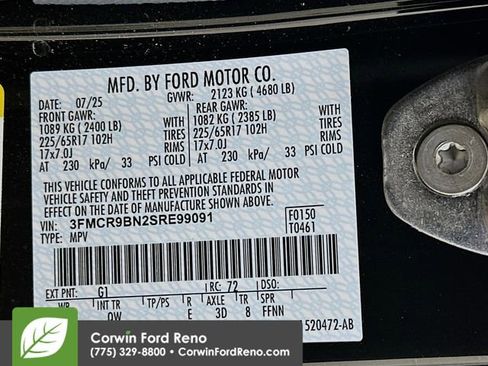 MFD. BY FORD MOTOR CO.
DATE: 07/25 GVWR: 2123 KG ( 4680 LB)
FRONT GAWR: REAR GAWR:
1089 KG ( 2400 LB) WITH 1082 KG ( 2385 LB) WITH
225/65R17 102H TIRES 225/65R17 102H TIRES
17x7.0J RIMS 17x7.0J RIMS
AT 230 kPa/ 33 PSI COLD AT 230 kPa/ 33 PSI COLD
THIS VEHICLE CONFORMS TO ALL APPLICABLE FEDERAL MOTOR
VEHICLE SAFETY AND THEFT PREVENTION STANDARDS IN
EFFECT ON THE DATE OF MANUFACTURE SHOWN ABOVE.
VIN: 3FMCR9BN2SRE99091 F0150
TYPE: MPV T0461
EXT PNT: G1 RC: 72 DSO:
WB INT TR TP/PS R AXLE TR SPR
OW E 3D 8 FFNN
520472-AB
Corwin Ford Reno
(775) 329-8800 • CorwinFordReno.com